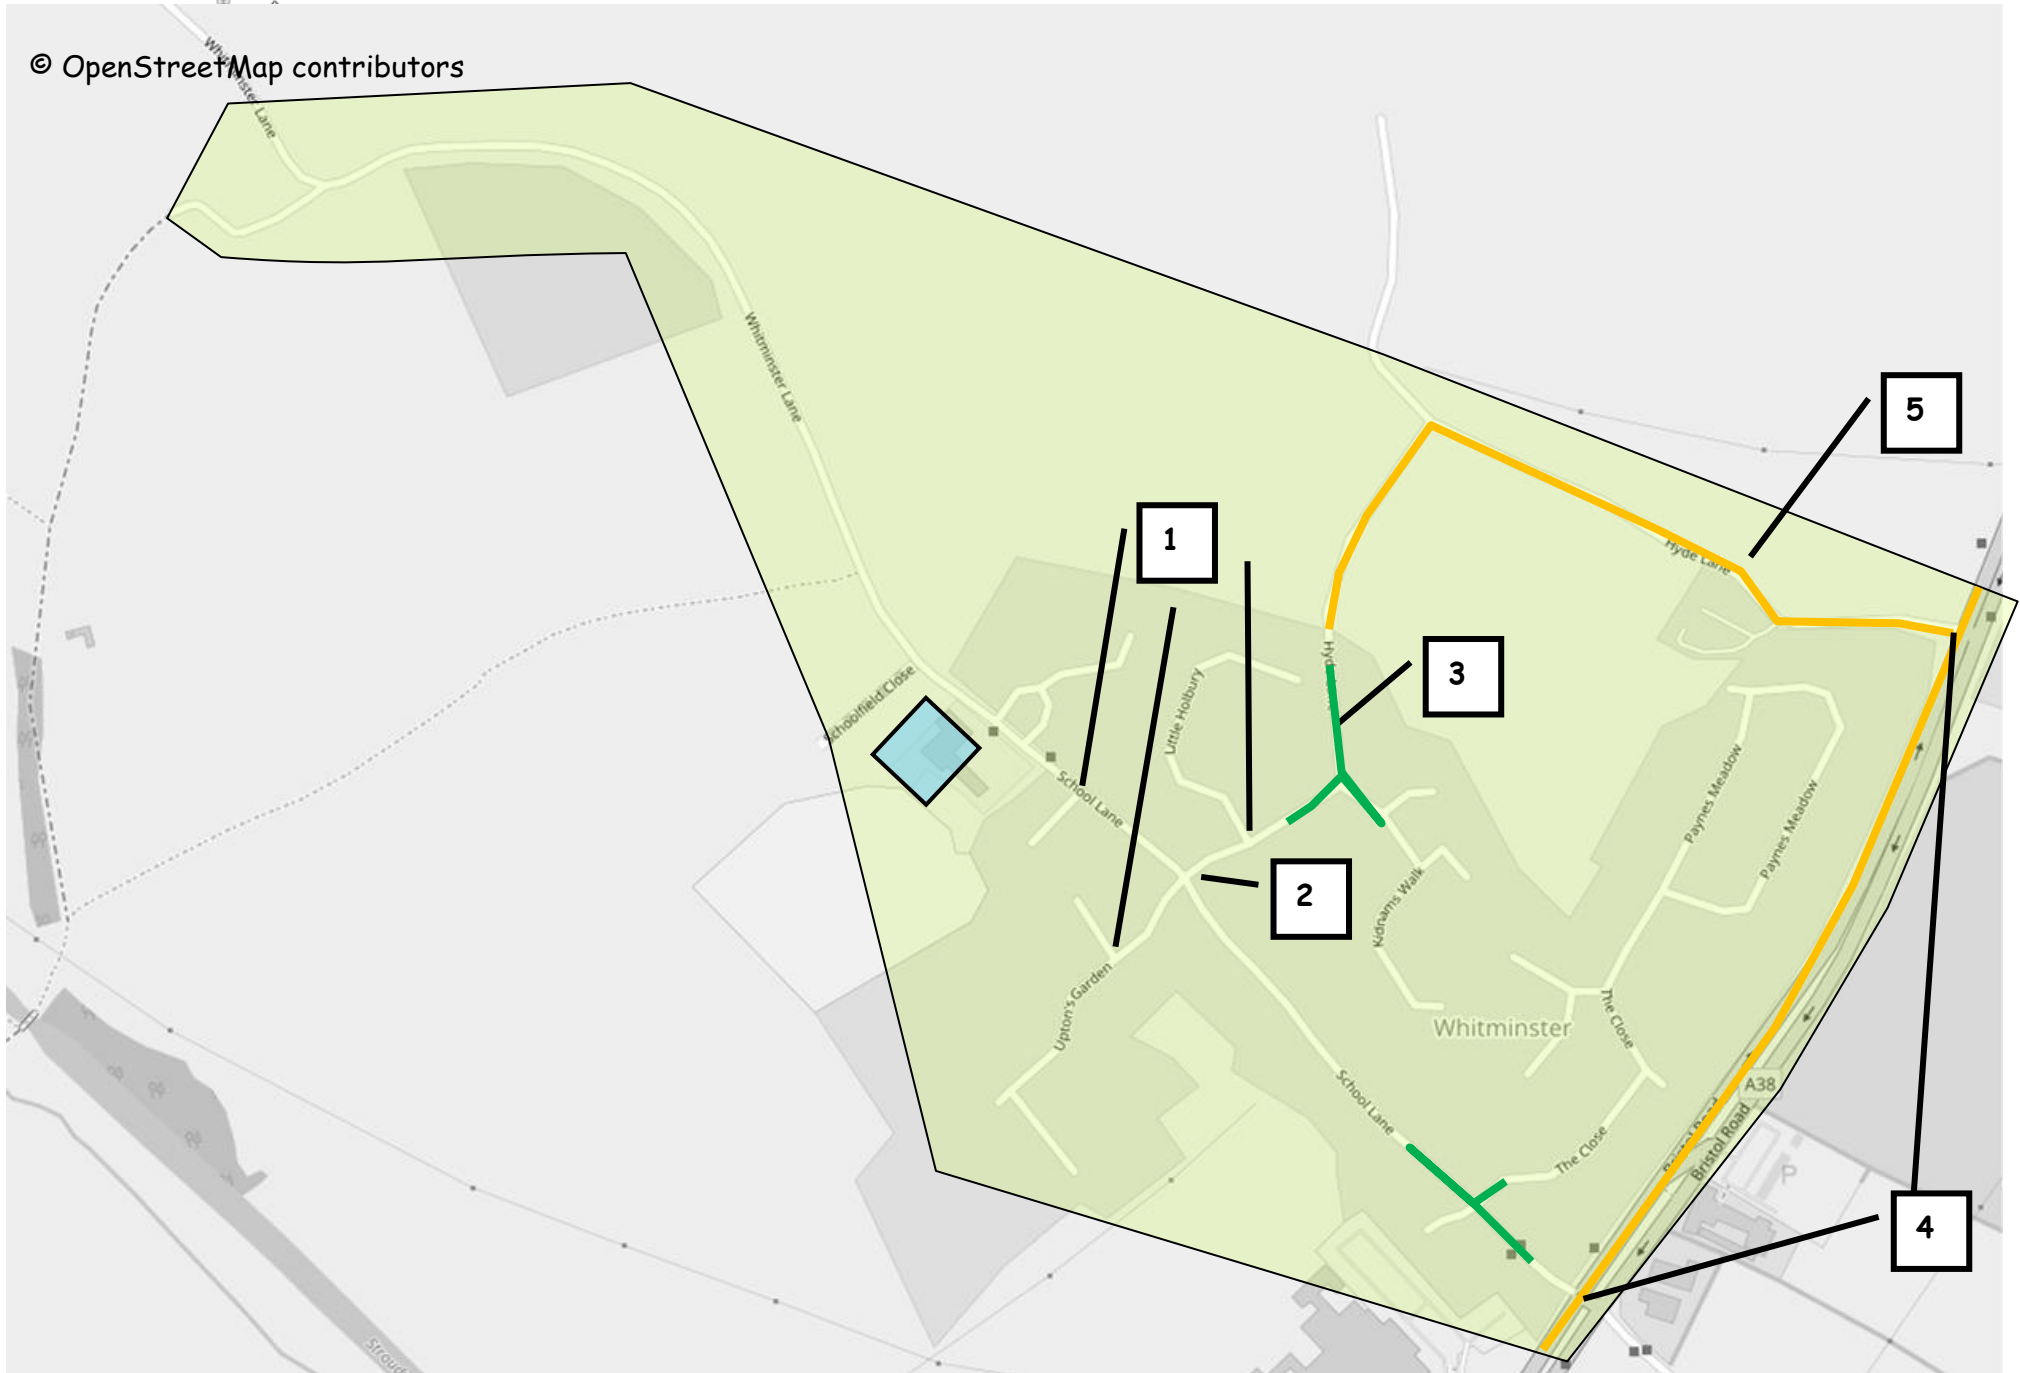 © OpenStreetMap contributors
Whitminster Lane
Whitminster Lane
5
1
Hyde Lane
Hyde Lane
3
Schoolfield Close
Little Holbury
School Lane
Paynes Meadow
Paynes Meadow
2
Kidnams Walk
Upton's Garden
Whitminster
The Close
School Lane
A38
Bristol Road
Bristol Road
The Close
P
4